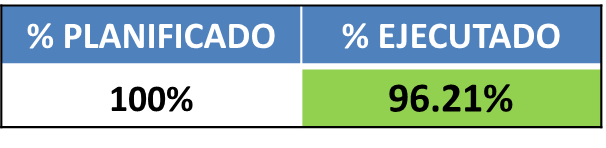 % PLANIFICADO % EJECUTADO
100% 96.21%